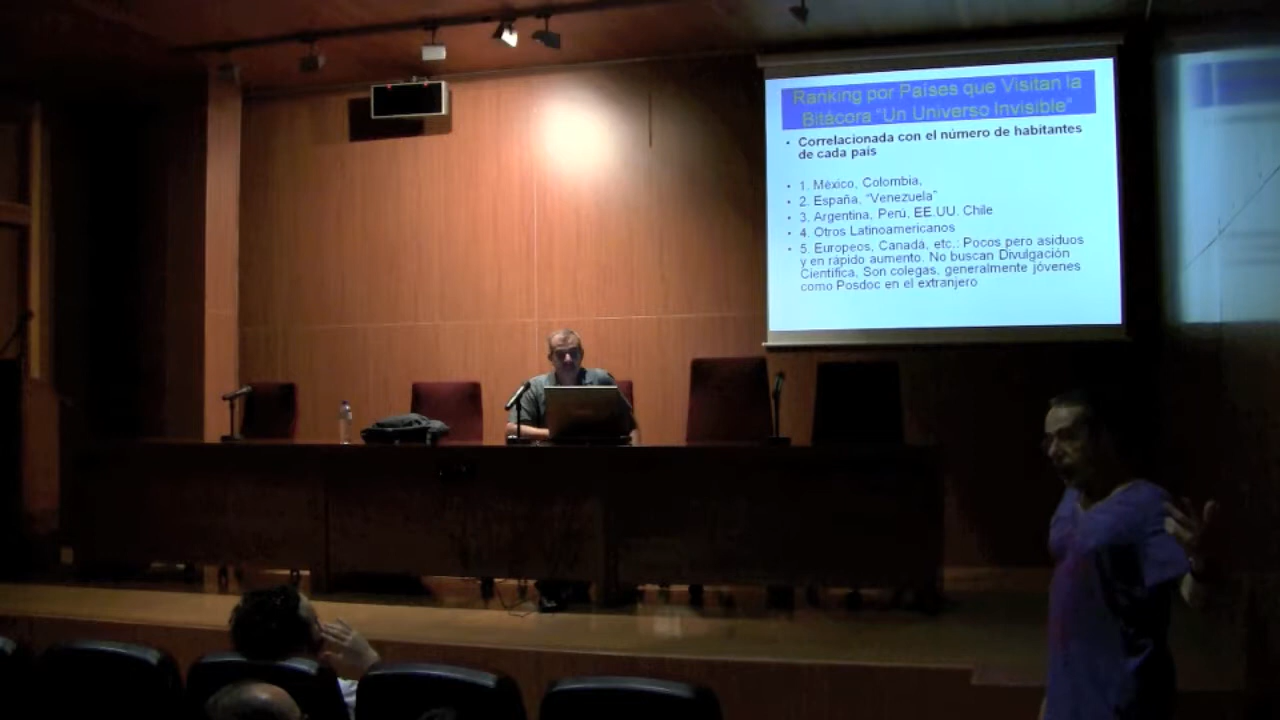 Ranking por Países que Visitan la
Bitácora "Un Universo Invisible"
• Correlacionada con el número de habitantes
de cada país
• 1. México, Colombia,
• 2. España, "Venezuela"
• 3. Argentina, Perú, EE.UU. Chile
• 4. Otros Latinoamericanos
• 5. Europeos, Canadá, etc.: Pocos pero asiduos
y en rápido aumento. No buscan Divulgación
Científica, Son colegas, generalmente jóvenes
como Posdoc en el extranjero